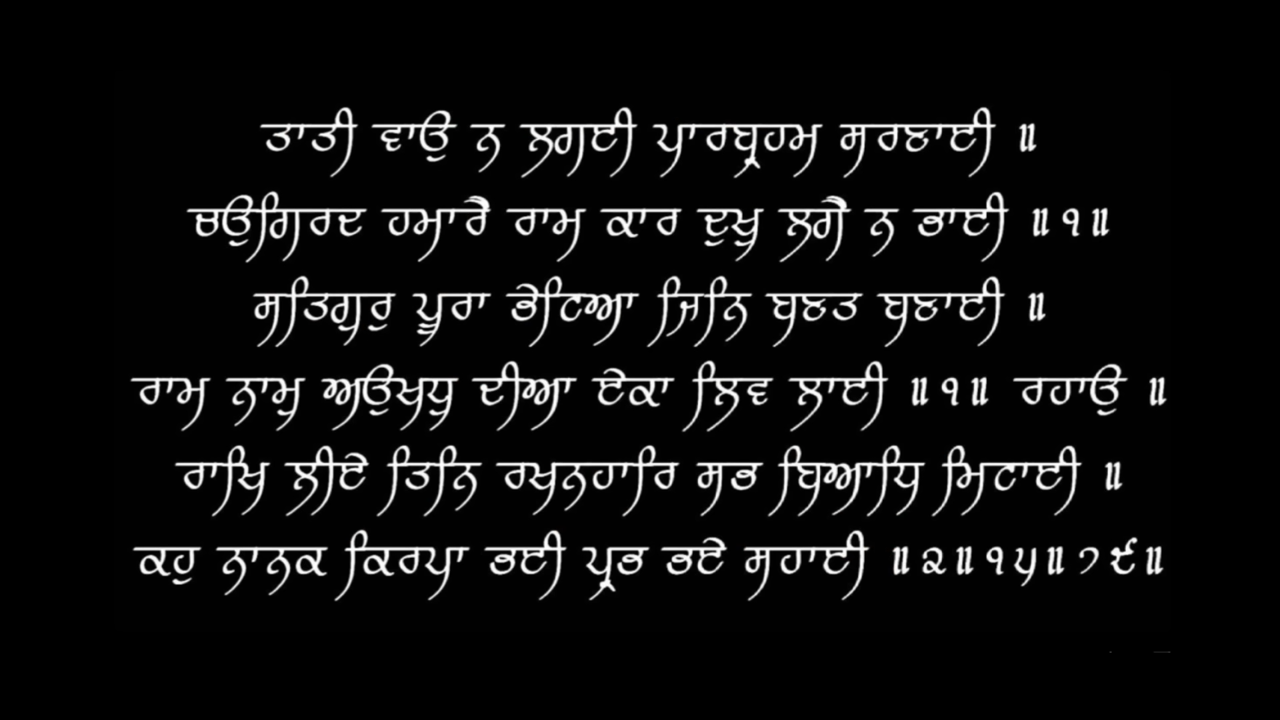 ਤਾਤੀ ਵਾਉ ਨ ਲਗਈ ਪਾਰਬ੍ਰਹਮ ਸਰਣਾਈ ॥
ਚਉਗਿਰਦ ਹਮਾਰੈ ਰਾਮ ਕਾਰ ਦੁਖੁ ਲਗੈ ਨ ਭਾਈ ॥੧॥
ਸਤਿਗੁਰੁ ਪੂਰਾ ਭੇਟਿਆ ਜਿਨਿ ਬਣਤ ਬਣਾਈ ॥
ਰਾਮ ਨਾਮੁ ਅਉਖਧੁ ਦੀਆ ਏਕਾ ਲਿਵ ਲਾਈ ॥੧॥ ਰਹਾਉ ॥
ਰਾਖਿ ਲੀਏ ਤਿਨਿ ਰਖਨਹਾਰਿ ਸਭ ਬਿਆਧਿ ਮਿਟਾਈ ॥
ਕਹੁ ਨਾਨਕ ਕਿਰਪਾ ਭਈ ਪ੍ਰਭ ਭਏ ਸਹਾਈ ॥੨॥੧੫॥੭੯॥